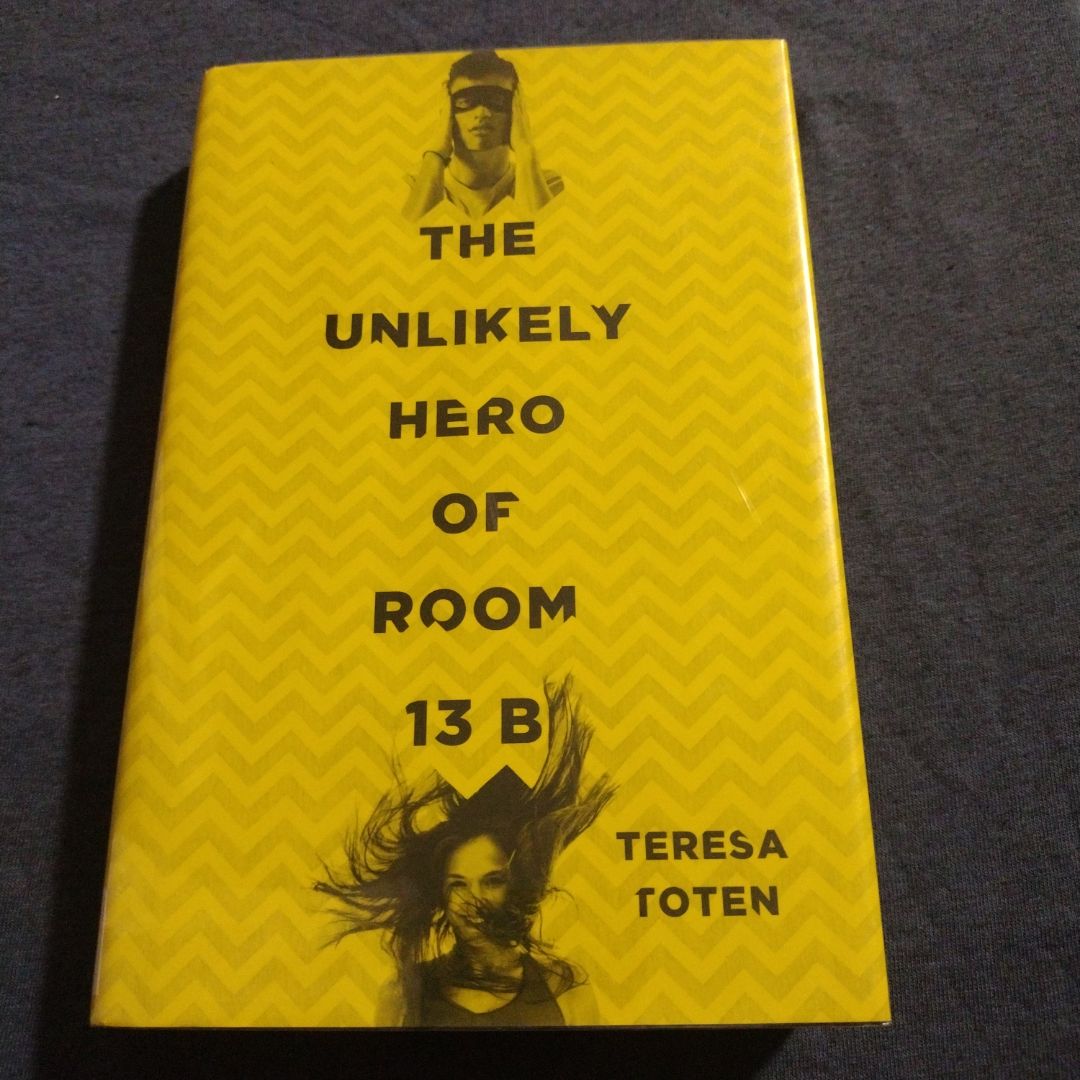 THE
UNLIKELY
HERO
OF
ROOM
13 B
TERESA
TOTEN